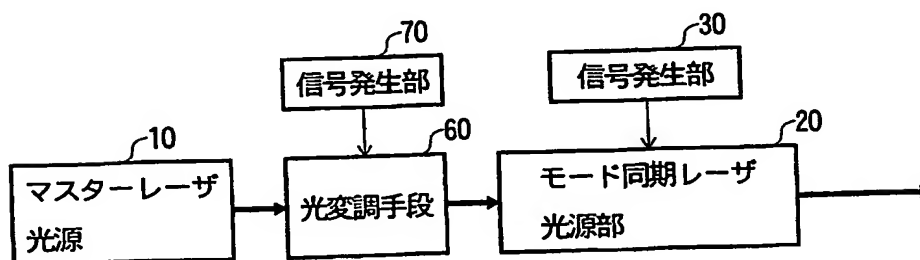 70
信号発生部
30
信号発生部
10
マスターレーザ
光源
60
光変調手段
20
モード同期レーザ
光源部